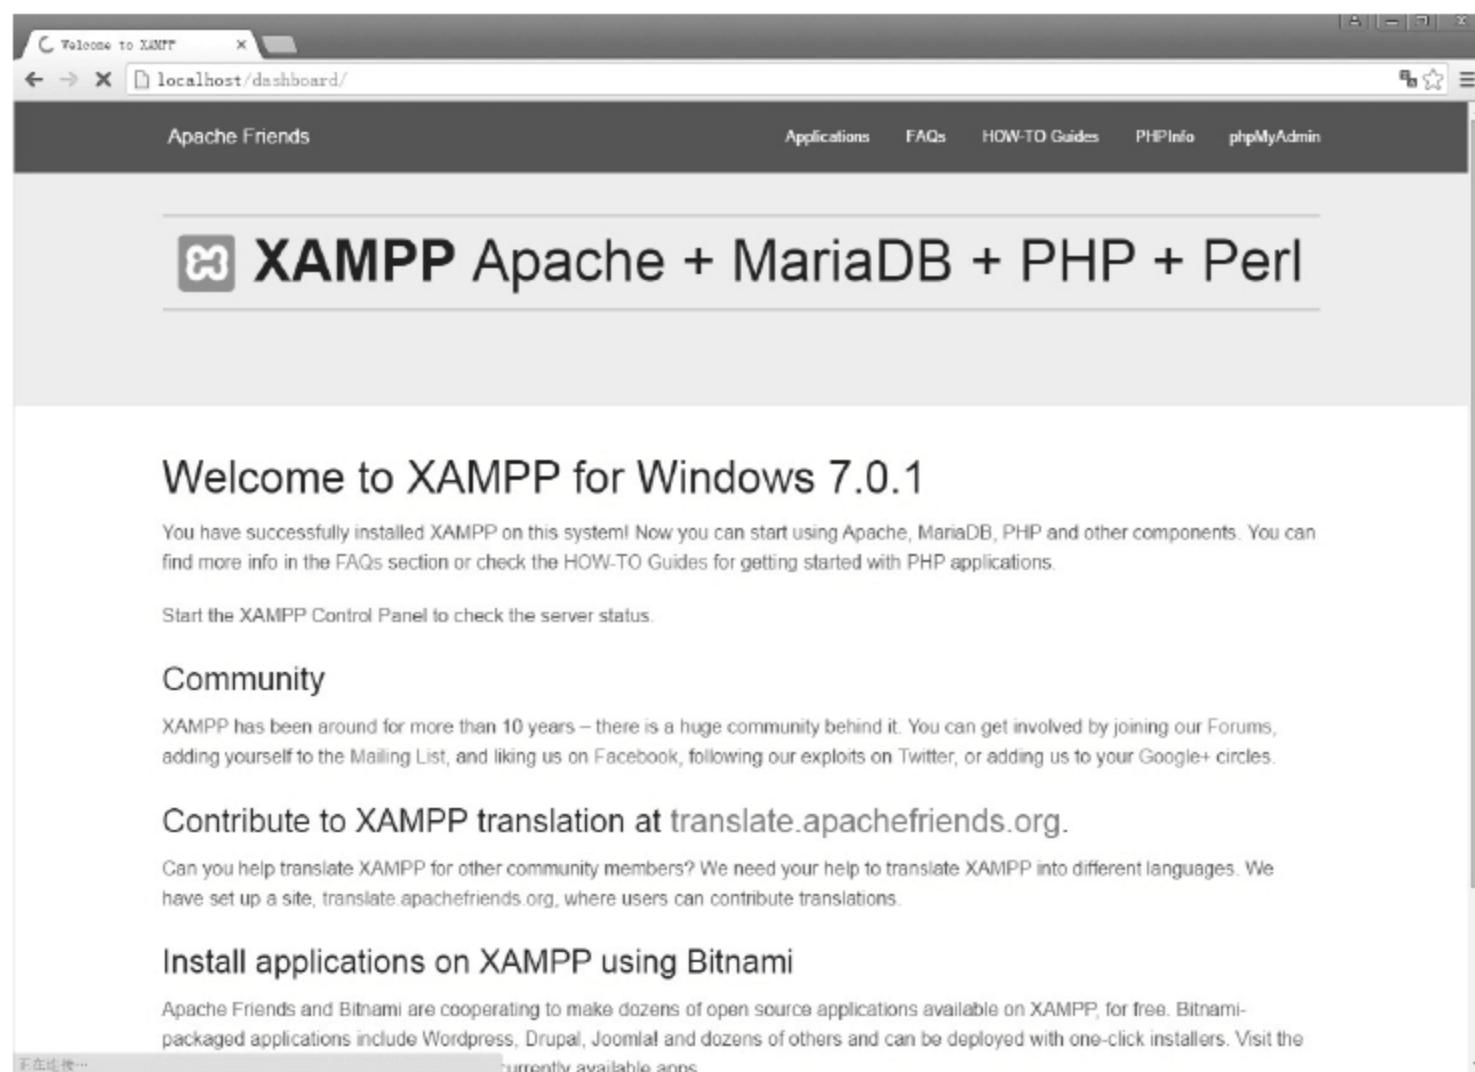 Welcome to XAMPP
localhost/dashboard/
Apache Friends
Applications FAQs HOW-TO Guides PHPInfo phpMyAdmin
XAMPP Apache + MariaDB + PHP + Perl
Welcome to XAMPP for Windows 7.0.1
You have successfully installed XAMPP on this system! Now you can start using Apache, MariaDB, PHP and other components. You can
find more info in the FAQs section or check the HOW-TO Guides for getting started with PHP applications.
Start the XAMPP Control Panel to check the server status.
Community
XAMPP has been around for more than 10 years – there is a huge community behind it. You can get involved by joining our Forums,
adding yourself to the Mailing List, and liking us on Facebook, following our exploits on Twitter, or adding us to your Google+ circles.
Contribute to XAMPP translation at translate.apachefriends.org.
Can you help translate XAMPP for other community members? We need your help to translate XAMPP into different languages. We
have set up a site, translate.apachefriends.org, where users can contribute translations.
Install applications on XAMPP using Bitnami
Apache Friends and Bitnami are cooperating to make dozens of open source applications available on XAMPP, for free. Bitnami-
packaged applications include Wordpress, Drupal, Joomla! and dozens of others and can be deployed with one-click installers. Visit the
正在连接… currently available apps.